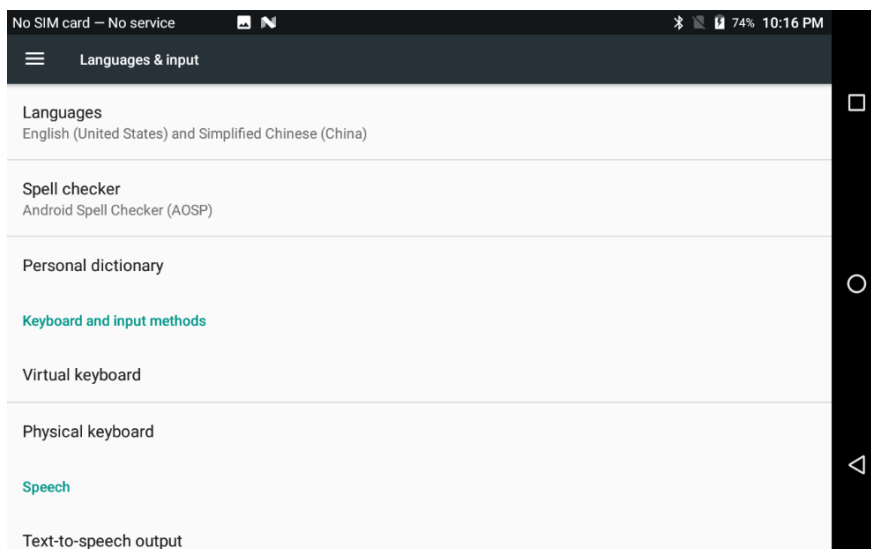 No SIM card — No service 74% 10:16 PM
Languages & input
Languages
English (United States) and Simplified Chinese (China)
Spell checker
Android Spell Checker (AOSP)
Personal dictionary
Keyboard and input methods
Virtual keyboard
Physical keyboard
Speech
Text-to-speech output